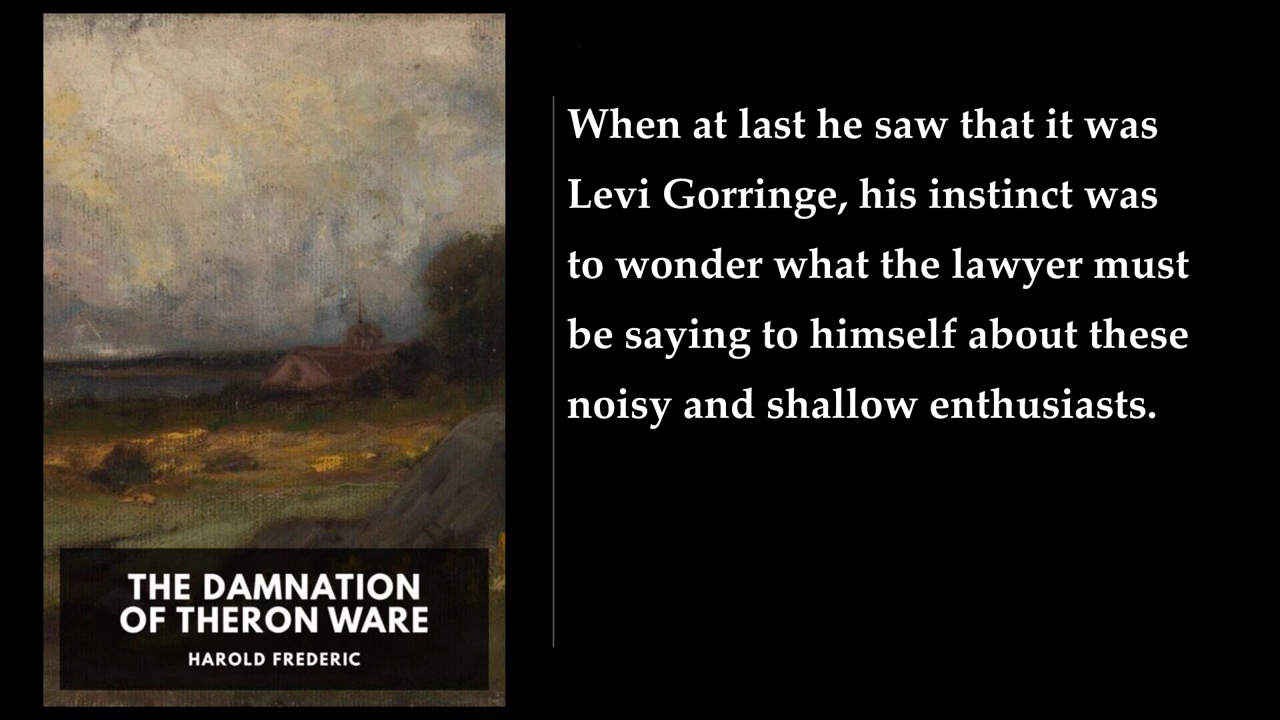 THE DAMNATION
OF THERON WARE
HAROLD FREDERIC
When at last he saw that it was
Levi Gorringe, his instinct was
to wonder what the lawyer must
be saying to himself about these
noisy and shallow enthusiasts.